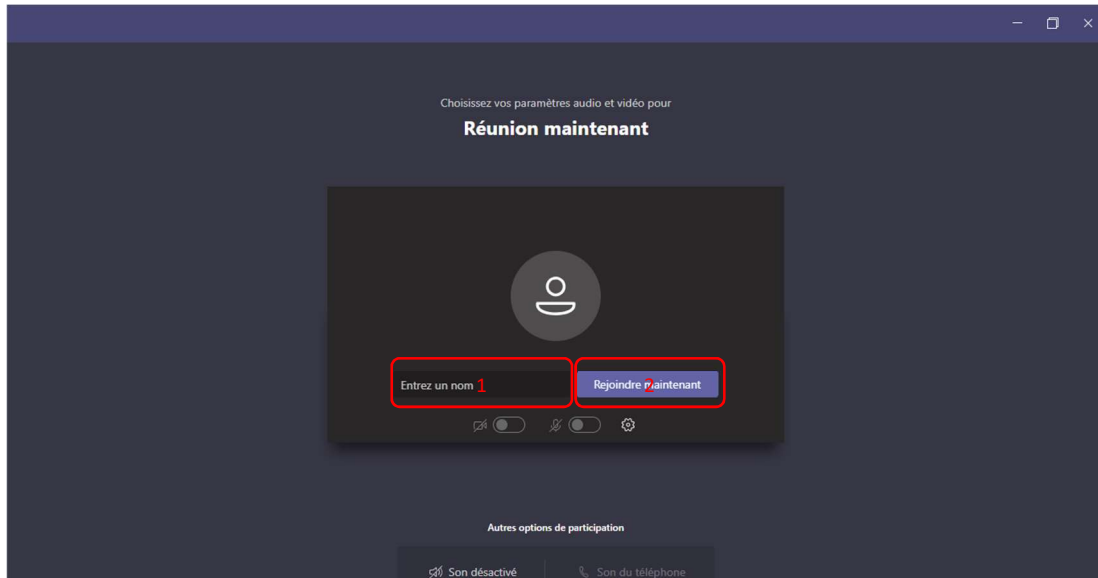 Choisissez vos paramètres audio et vidéo pour
Réunion maintenant
Entrez un nom 1
Rejoindre maintenant 2
Autres options de participation
Son désactivé
Son du téléphone